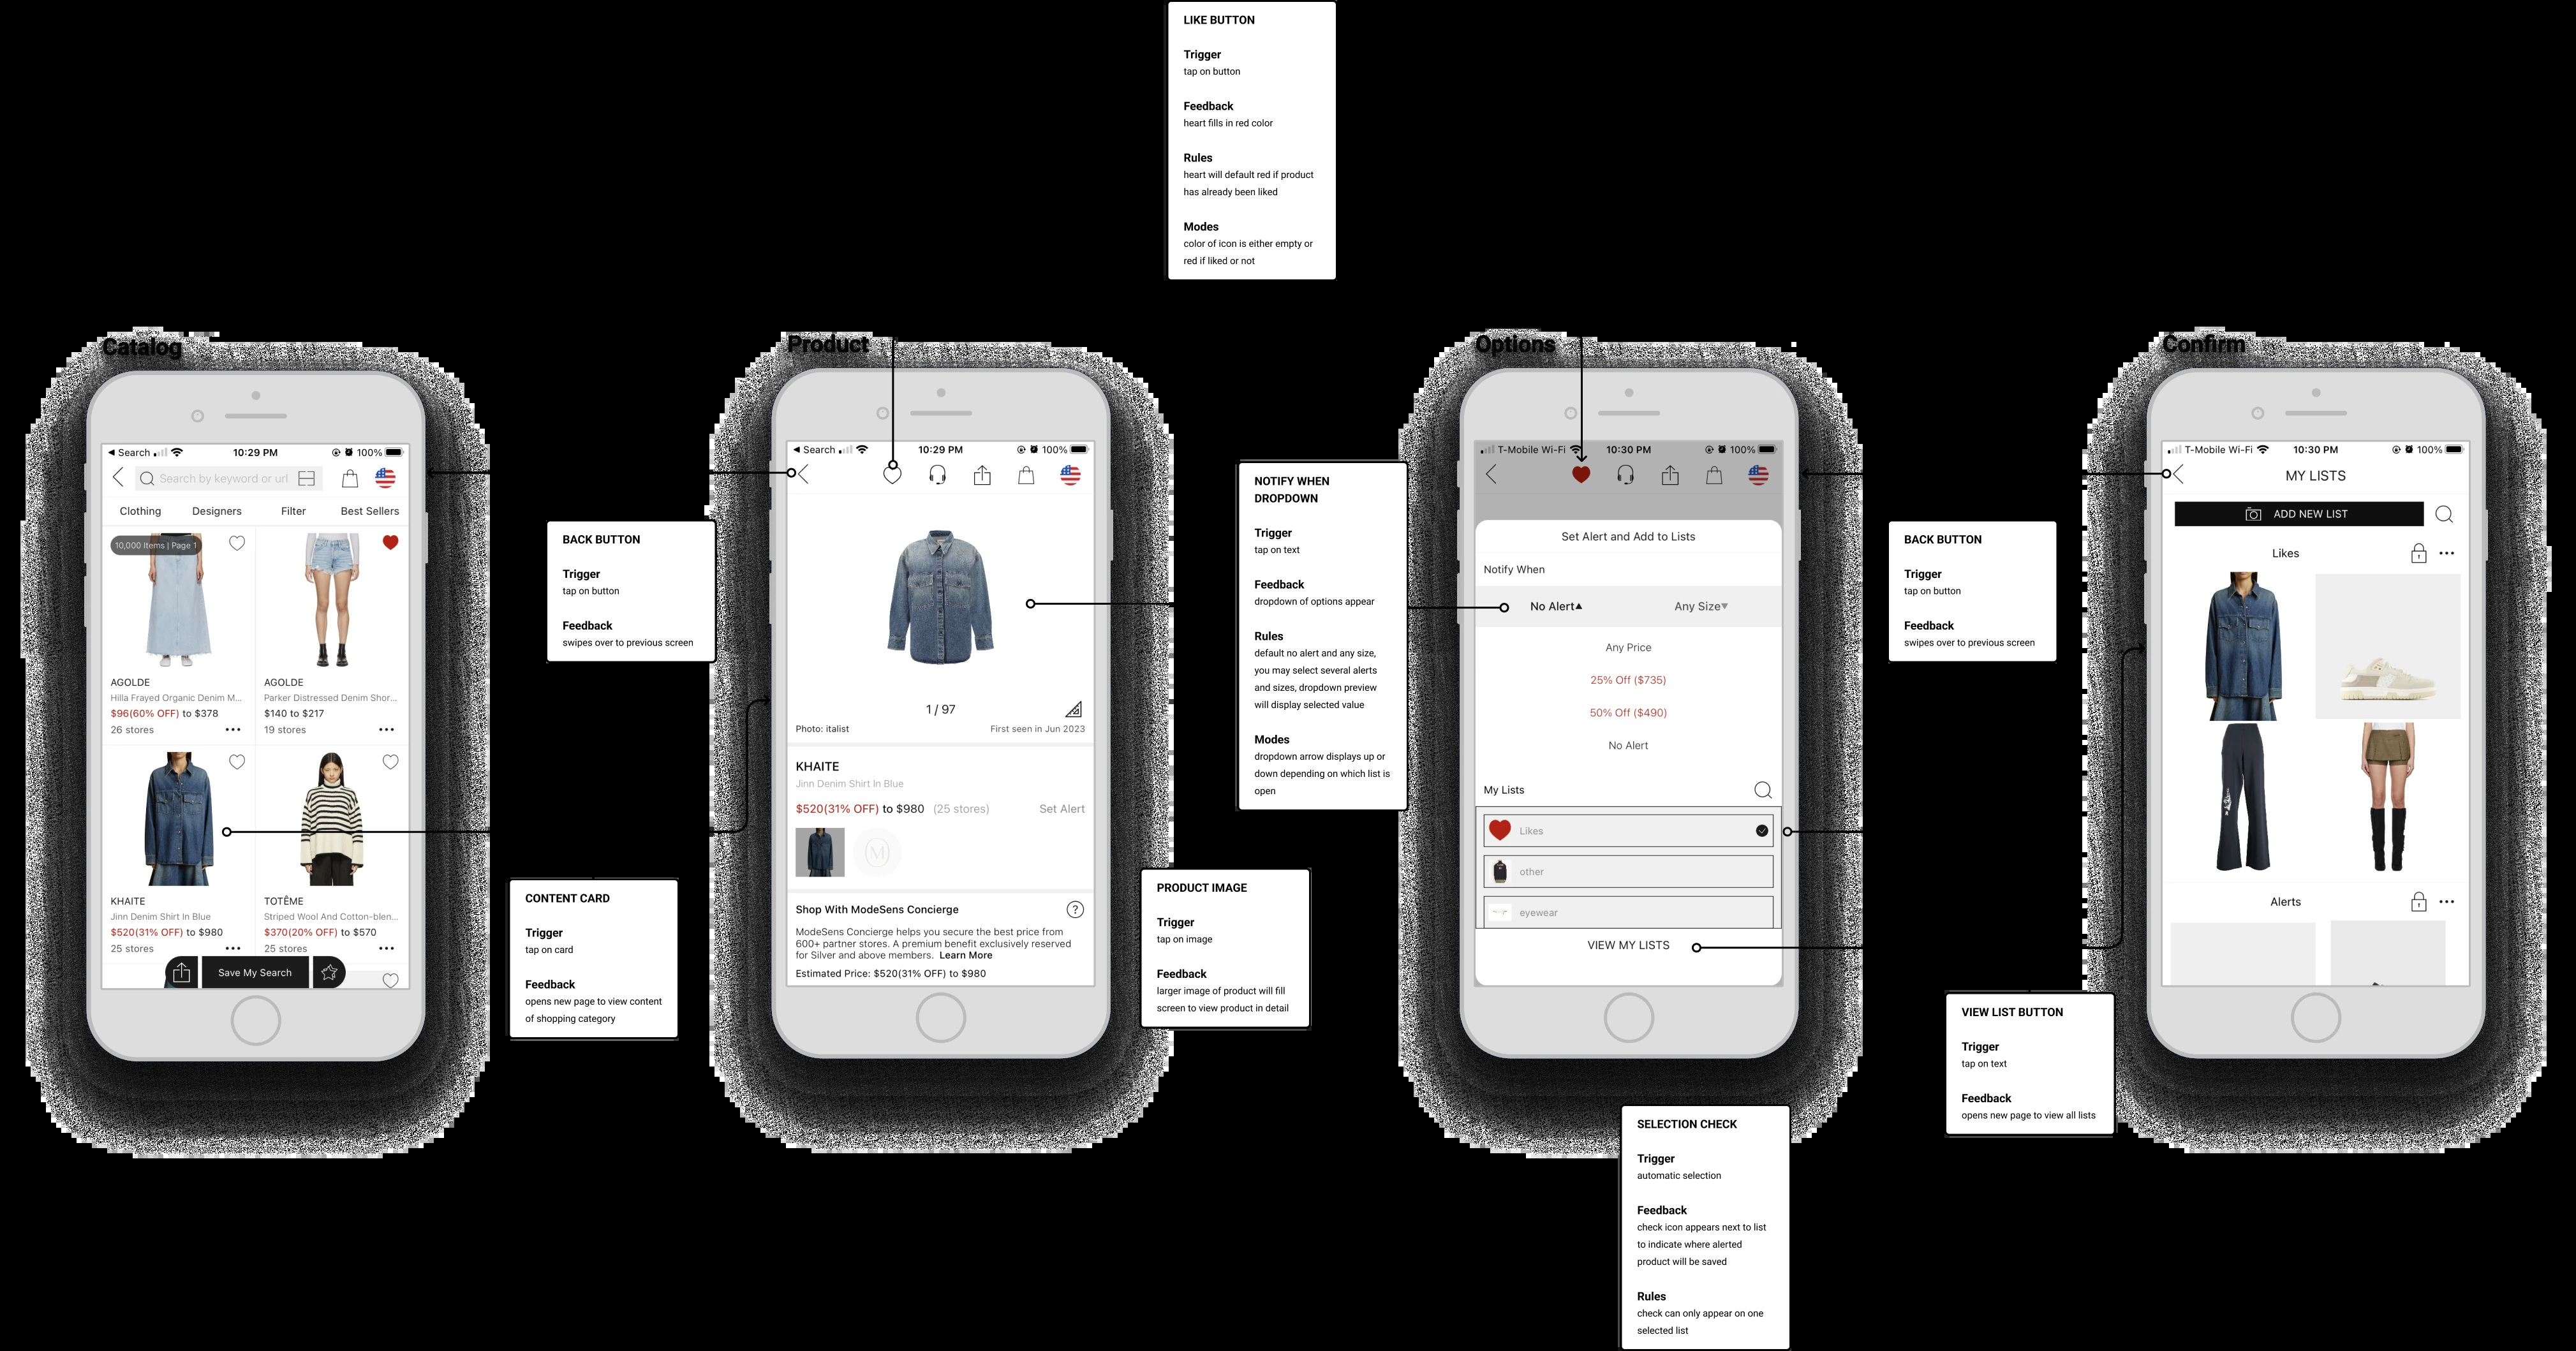 LIKE BUTTON
Trigger
tap on button
Feedback
heart fills in red color
Rules
heart will default red if product
has already been liked
Modes
color of icon is either empty or
red if liked or not
Catalog
Search
10:29 PM
100%
Search by keyword or url
Clothing Designers Filter Best Sellers
10,000 Items | Page 1
AGOLDE
Hilla Frayed Organic Denim M...
$96(60% OFF) to $378
26 stores
AGOLDE
Parker Distressed Denim Shor...
$140 to $217
19 stores
KHAITE
Jinn Denim Shirt In Blue
$520(31% OFF) to $980
25 stores
TOTÊME
Striped Wool And Cotton-blen...
$370(20% OFF) to $570
25 stores
Save My Search
BACK BUTTON
Trigger
tap on button
Feedback
swipes over to previous screen
CONTENT CARD
Trigger
tap on card
Feedback
opens new page to view content
of shopping category
Product
Search
10:29 PM
100%
1 / 97
Photo: italist
First seen in Jun 2023
KHAITE
Jinn Denim Shirt In Blue
$520(31% OFF) to $980 (25 stores)
Set Alert
M
Shop With ModeSens Concierge
?
ModeSens Concierge helps you secure the best price from
600+ partner stores. A premium benefit exclusively reserved
for Silver and above members. Learn More
Estimated Price: $520(31% OFF) to $980
NOTIFY WHEN
DROPDOWN
Trigger
tap on text
Feedback
dropdown of options appear
Rules
default no alert and any size,
you may select several alerts
and sizes, dropdown preview
will display selected value
Modes
dropdown arrow displays up or
down depending on which list is
open
PRODUCT IMAGE
Trigger
tap on image
Feedback
larger image of product will fill
screen to view product in detail
Options
T-Mobile Wi-Fi
10:30 PM
100%
Set Alert and Add to Lists
Notify When
No Alert▲ Any Size▼
Any Price
25% Off ($735)
50% Off ($490)
No Alert
My Lists
Likes
other
eyewear
VIEW MY LISTS
SELECTION CHECK
Trigger
automatic selection
Feedback
check icon appears next to list
to indicate where alerted
product will be saved
Rules
check can only appear on one
selected list
BACK BUTTON
Trigger
tap on button
Feedback
swipes over to previous screen
VIEW LIST BUTTON
Trigger
tap on text
Feedback
opens new page to view all lists
Confirm
T-Mobile Wi-Fi
10:30 PM
100%
MY LISTS
ADD NEW LIST
Likes
Alerts